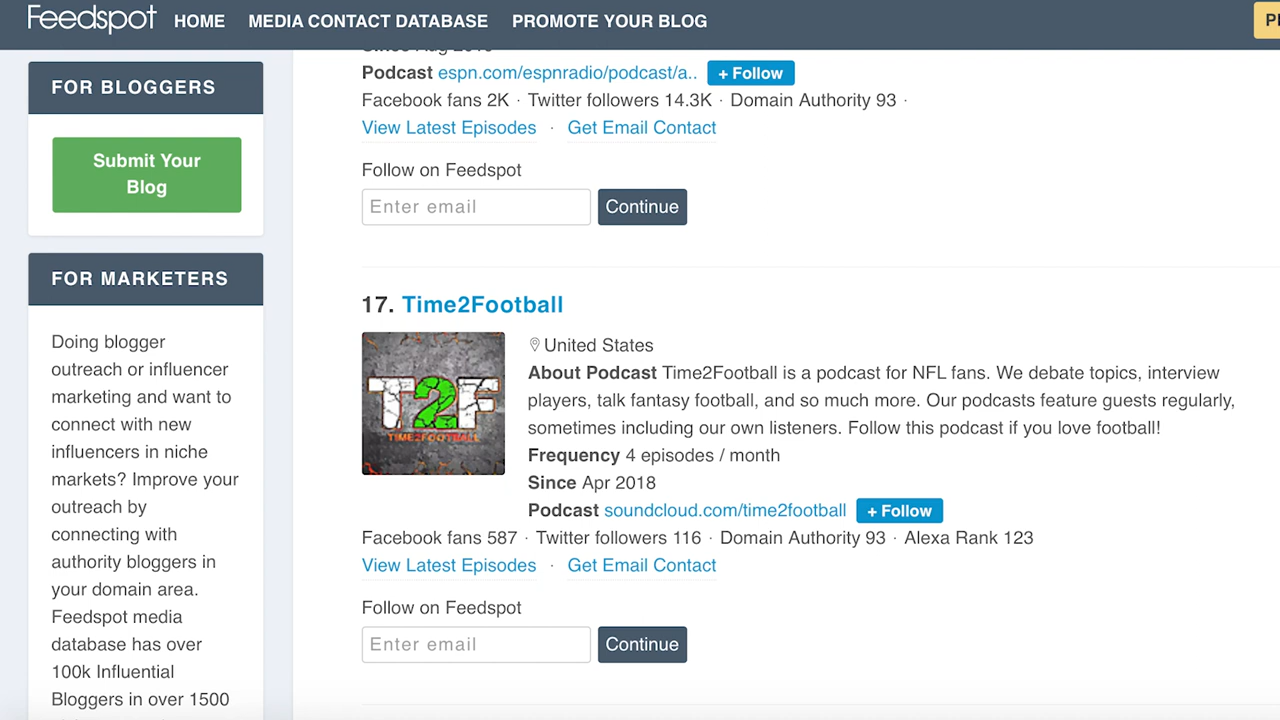 Feedspot HOME MEDIA CONTACT DATABASE PROMOTE YOUR BLOG
FOR BLOGGERS
Submit Your
Blog
FOR MARKETERS
Doing blogger
outreach or influencer
marketing and want to
connect with new
influencers in niche
markets? Improve your
outreach by
connecting with
authority bloggers in
your domain area.
Feedspot media
database has over
100k Influential
Bloggers in over 1500
Podcast espn.com/espnradio/podcast/a.. + Follow
Facebook fans 2K · Twitter followers 14.3K · Domain Authority 93 ·
View Latest Episodes · Get Email Contact
Follow on Feedspot
Enter email Continue
17. Time2Football
T2F
TIME2FOOTBALL
United States
About Podcast Time2Football is a podcast for NFL fans. We debate topics, interview
players, talk fantasy football, and so much more. Our podcasts feature guests regularly,
sometimes including our own listeners. Follow this podcast if you love football!
Frequency 4 episodes / month
Since Apr 2018
Podcast soundcloud.com/time2football + Follow
Facebook fans 587 · Twitter followers 116 · Domain Authority 93 · Alexa Rank 123
View Latest Episodes · Get Email Contact
Follow on Feedspot
Enter email Continue